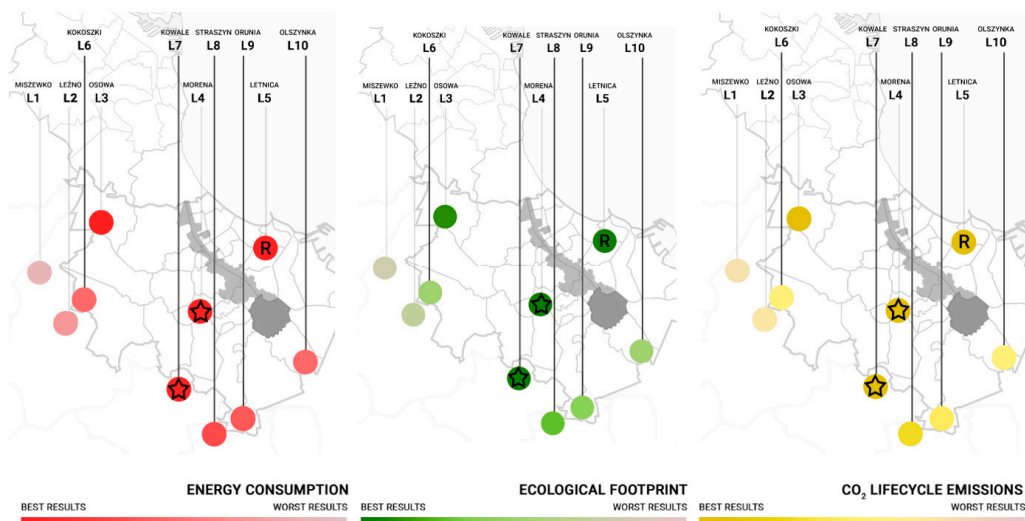 KOKOSZKI KOWALE STRASZYN ORUNIA OLSZYNKA
L6 L7 L8 L9 L10
MISZEWKO LEŹNO OSOWA MORENA LETNICA
L1 L2 L3 L4 L5
R
ENERGY CONSUMPTION
BEST RESULTS WORST RESULTS
KOKOSZKI KOWALE STRASZYN ORUNIA OLSZYNKA
L6 L7 L8 L9 L10
MISZEWKO LEŹNO OSOWA MORENA LETNICA
L1 L2 L3 L4 L5
R
ECOLOGICAL FOOTPRINT
BEST RESULTS WORST RESULTS
KOKOSZKI KOWALE STRASZYN ORUNIA OLSZYNKA
L6 L7 L8 L9 L10
MISZEWKO LEŹNO OSOWA MORENA LETNICA
L1 L2 L3 L4 L5
R
CO₂ LIFECYCLE EMISSIONS
BEST RESULTS WORST RESULTS